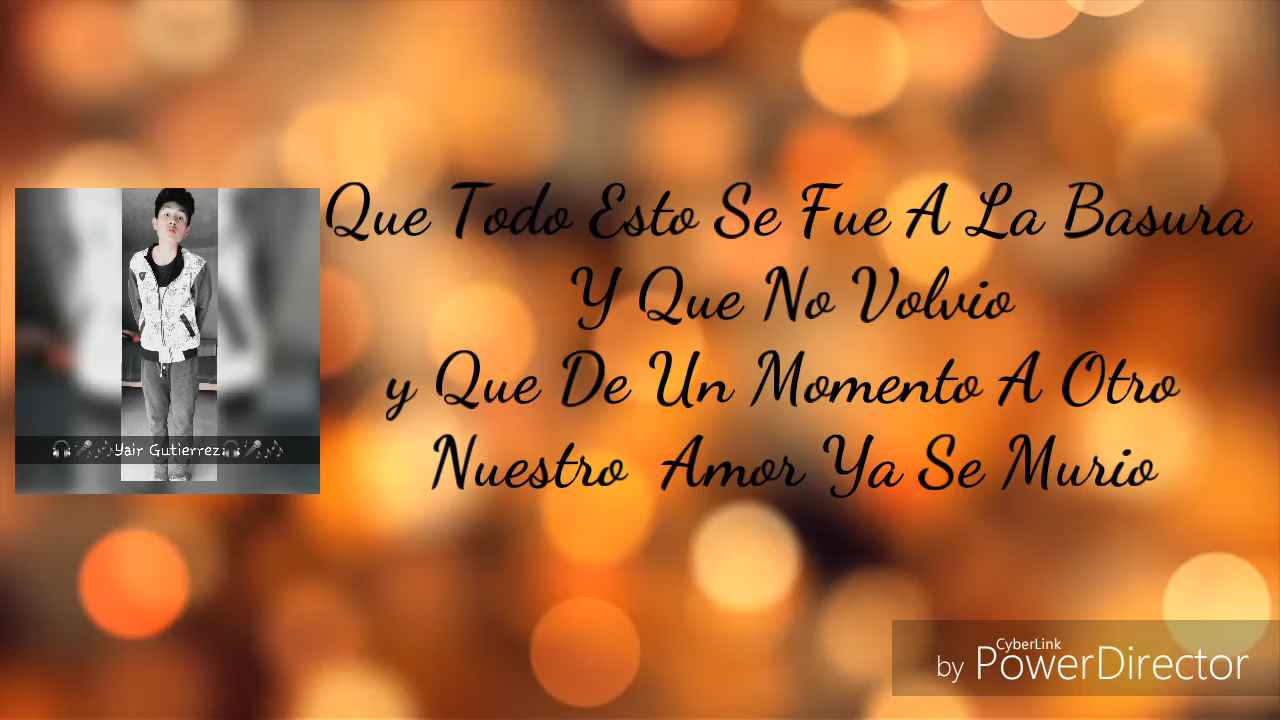 Que Todo Esto Se Fue A La Basura
Y Que No Volvio
y Que De Un Momento A Otro
Nuestro Amor Ya Se Murio
🎧🎤🎶Yair Gutierrez🎧🎤🎶
CyberLink
by PowerDirector